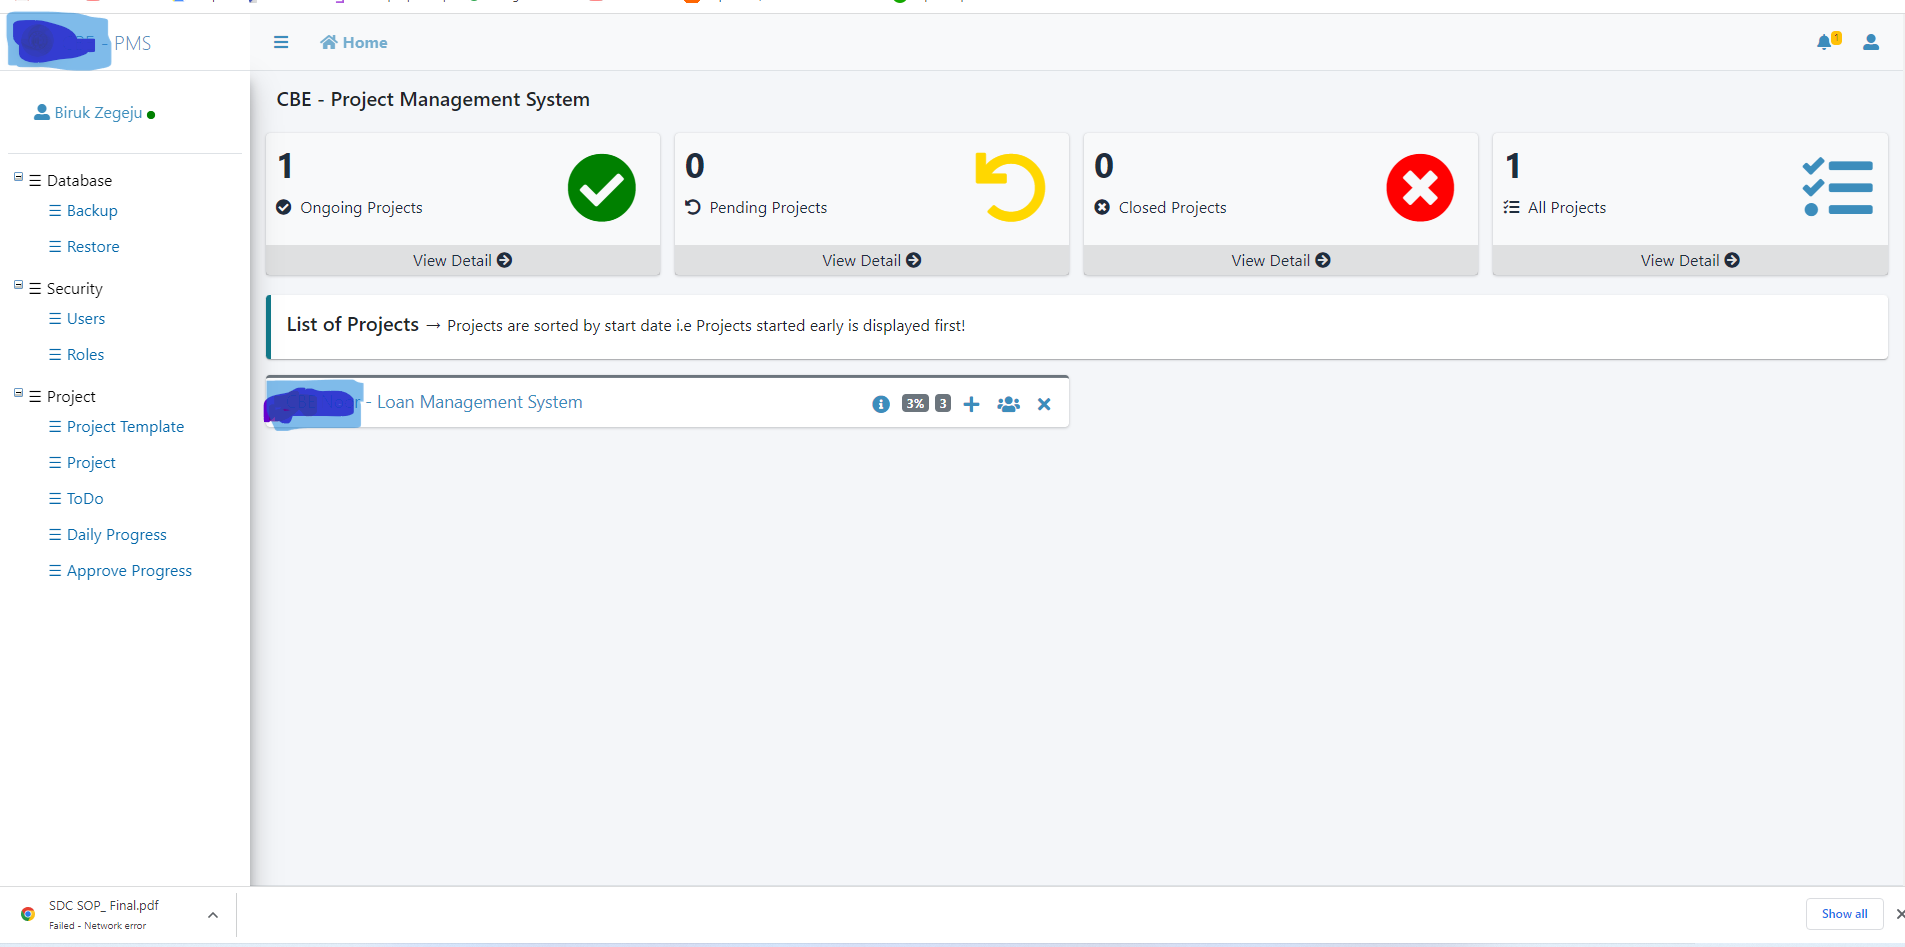 - PMS
Home
1
Biruk Zegeju
CBE - Project Management System
1
Ongoing Projects
View Detail
0
Pending Projects
View Detail
0
Closed Projects
View Detail
1
All Projects
View Detail
Database
Backup
Restore
Security
Users
Roles
Project
Project Template
Project
ToDo
Daily Progress
Approve Progress
List of Projects → Projects are sorted by start date i.e Projects started early is displayed first!
CBE - Loan Management System
3% 3
SDC SOP_ Final.pdf
Failed - Network error
Show all